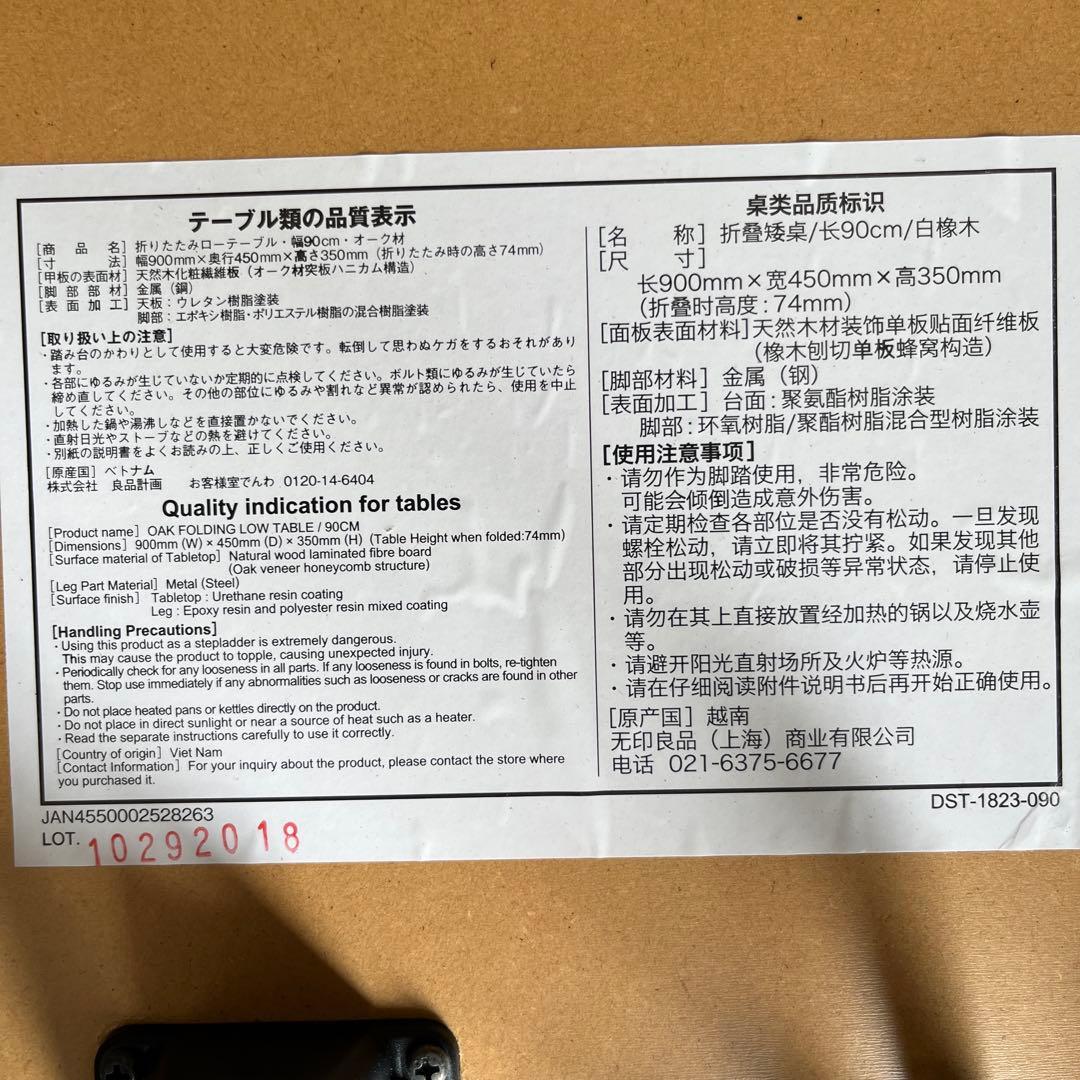 テーブル類の品質表示
[商品名] 折りたたみローテーブル・幅90cm・オーク材
[寸法] 幅900mm×奥行450mm×高さ350mm（折りたたみ時の高さ74mm）
[甲板の表面材] 天然木化粧繊維板（オーク材突板ハニカム構造）
[脚部部材] 金属（鋼）
[表面加工] 天板：ウレタン樹脂塗装
脚部：エポキシ樹脂・ポリエステル樹脂の混合樹脂塗装
[取り扱い上の注意]
・踏み台のかわりとして使用すると大変危険です。転倒して思わぬケガをするおそれがあり
ます。
・各部にゆるみが生じていないか定期的に点検してください。ボルト類にゆるみが生じていたら
締め直してください。その他の部位にゆるみや割れなど異常が認められたら、使用を中止
してください。
・加熱した鍋や湯沸しなどを直接置かないでください。
・直射日光やストーブなどの熱を避けてください。
・別紙の説明書をよくお読みの上、正しくご使用ください。
[原産国] ベトナム
株式会社 良品計画 お客様室でんわ 0120-14-6404
Quality indication for tables
[Product name] OAK FOLDING LOW TABLE / 90CM
[Dimensions] 900mm (W) × 450mm (D) × 350mm (H) (Table Height when folded:74mm)
[Surface material of Tabletop] Natural wood laminated fibre board
(Oak veneer honeycomb structure)
[Leg Part Material] Metal (Steel)
[Surface finish] Tabletop : Urethane resin coating
Leg : Epoxy resin and polyester resin mixed coating
[Handling Precautions]
・Using this product as a stepladder is extremely dangerous.
This may cause the product to topple, causing unexpected injury.
・Periodically check for any looseness in all parts. If any looseness is found in bolts, re-tighten
them. Stop use immediately if any abnormalities such as looseness or cracks are found in other
parts.
・Do not place heated pans or kettles directly on the product.
・Do not place in direct sunlight or near a source of heat such as a heater.
・Read the separate instructions carefully to use it correctly.
[Country of origin] Viet Nam
[Contact Information] For your inquiry about the product, please contact the store where
you purchased it.
桌类品质标识
[名称] 折叠矮桌/长90cm/白橡木
[尺寸]
长900mm×宽450mm×高350mm
（折叠时高度：74mm）
[面板表面材料]天然木材装饰单板贴面纤维板
（橡木刨切单板蜂窝构造）
[脚部材料] 金属（钢）
[表面加工] 台面：聚氨酯树脂涂装
脚部：环氧树脂/聚酯树脂混合型树脂涂装
[使用注意事项]
・请勿作为脚踏使用，非常危险。
可能会倾倒造成意外伤害。
・请定期检查各部位是否没有松动。一旦发现
螺栓松动，请立即将其拧紧。如果发现其他
部分出现松动或破损等异常状态，请停止使
用。
・请勿在其上直接放置经加热的锅以及烧水壶
等。
・请避开阳光直射场所及火炉等热源。
・请在仔细阅读附件说明书后再开始正确使用。
[原产国] 越南
无印良品（上海）商业有限公司
电话 021-6375-6677
JAN4550002528263
DST-1823-090
LOT. 10292018